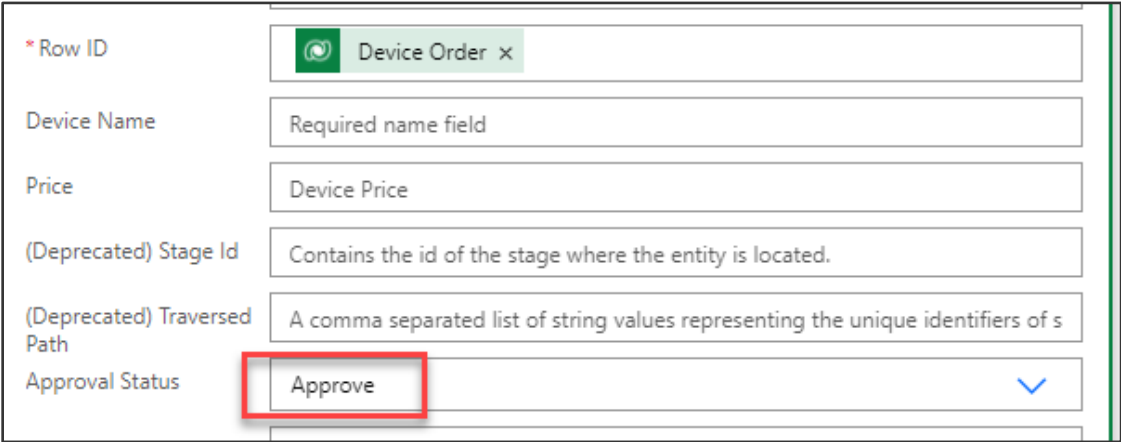 * Row ID
Device Order ×
Device Name
Required name field
Price
Device Price
(Deprecated) Stage Id
Contains the id of the stage where the entity is located.
(Deprecated) Traversed
Path
A comma separated list of string values representing the unique identifiers of s
Approval Status
Approve